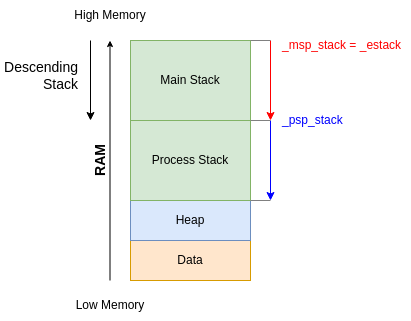 High Memory
Descending
Stack
RAM
Main Stack
_msp_stack = _estack
Process Stack
_psp_stack
Heap
Data
Low Memory